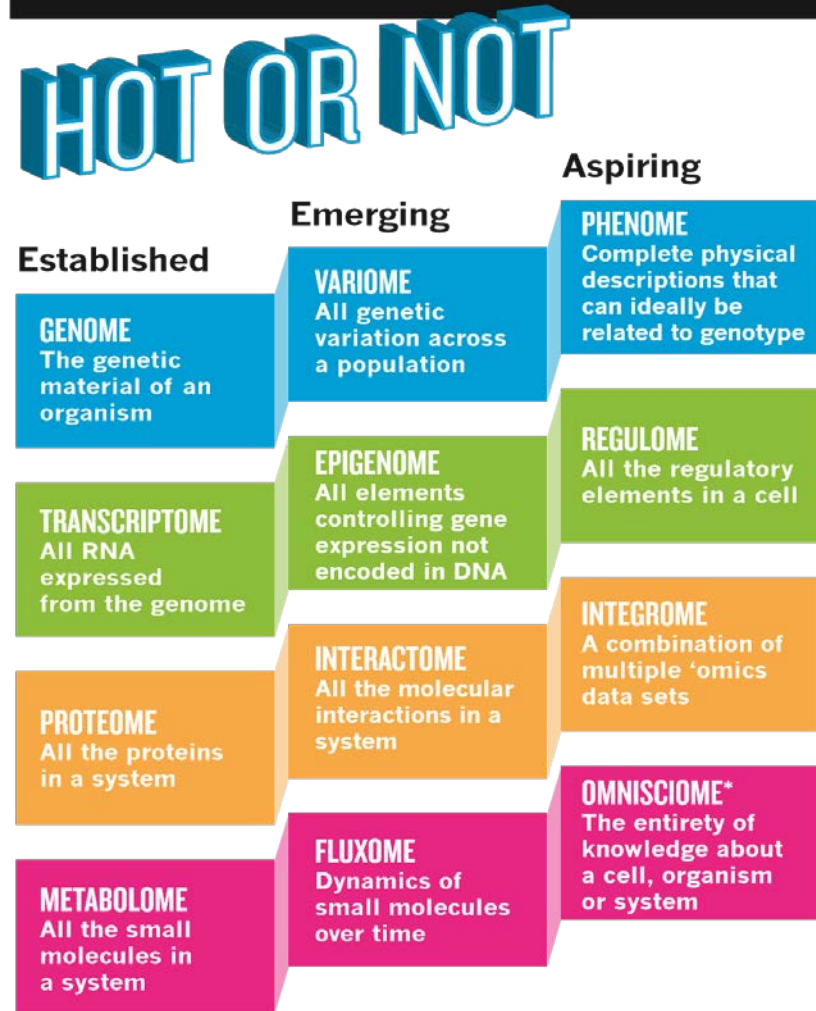 HOT OR NOT
Established
GENOME
The genetic
material of an
organism
TRANSCRIPTOME
All RNA
expressed
from the genome
PROTEOME
All the proteins
in a system
METABOLOME
All the small
molecules in
a system
Emerging
VARIOME
All genetic
variation across
a population
EPIGENOME
All elements
controlling gene
expression not
encoded in DNA
INTERACTOME
All the molecular
interactions in a
system
FLUXOME
Dynamics of
small molecules
over time
Aspiring
PHENOME
Complete physical
descriptions that
can ideally be
related to genotype
REGULOME
All the regulatory
elements in a cell
INTEGROME
A combination of
multiple ‘omics
data sets
OMNISCIOME*
The entirety of
knowledge about
a cell, organism
or system